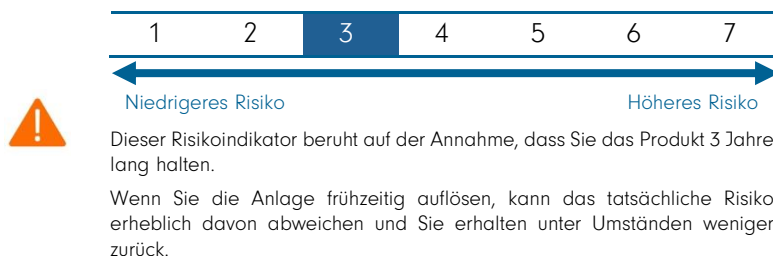 1 2 3 4 5 6 7
Niedrigeres Risiko Höheres Risiko
Dieser Risikoindikator beruht auf der Annahme, dass Sie das Produkt 3 Jahre
lang halten.
Wenn Sie die Anlage frühzeitig auflösen, kann das tatsächliche Risiko
erheblich davon abweichen und Sie erhalten unter Umständen weniger
zurück.